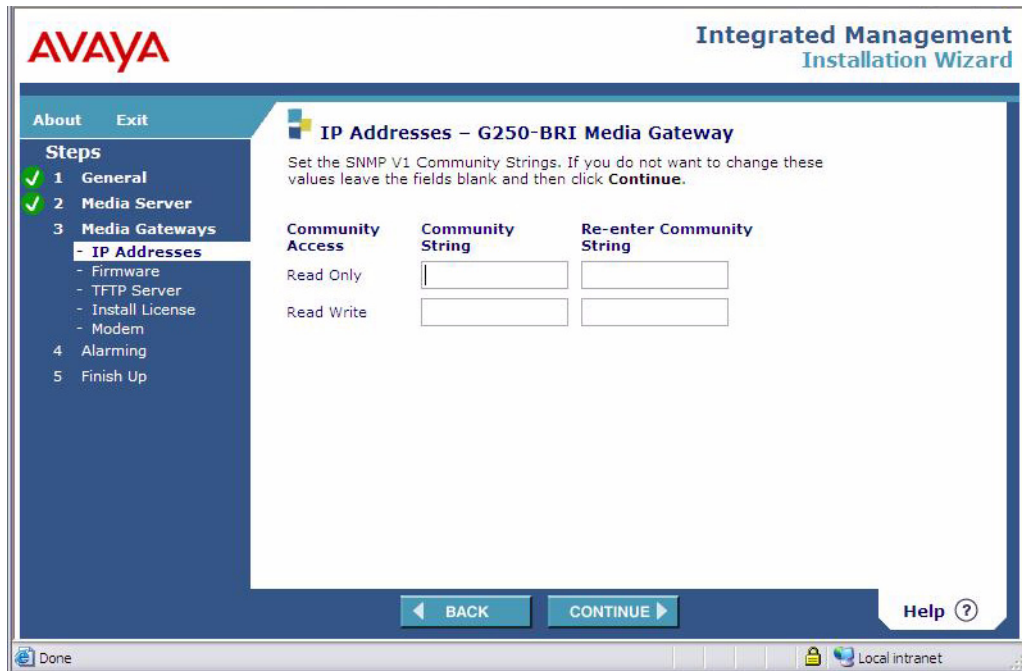 AVAYA
Integrated Management
Installation Wizard
About Exit
Steps
1 General
2 Media Server
3 Media Gateways
- IP Addresses
- Firmware
- TFTP Server
- Install License
- Modem
4 Alarming
5 Finish Up
IP Addresses – G250-BRI Media Gateway
Set the SNMP V1 Community Strings. If you do not want to change these
values leave the fields blank and then click Continue.
Community Access
Community String
Re-enter Community String
Read Only
Read Write
BACK
CONTINUE
Help ?
Done
Local intranet